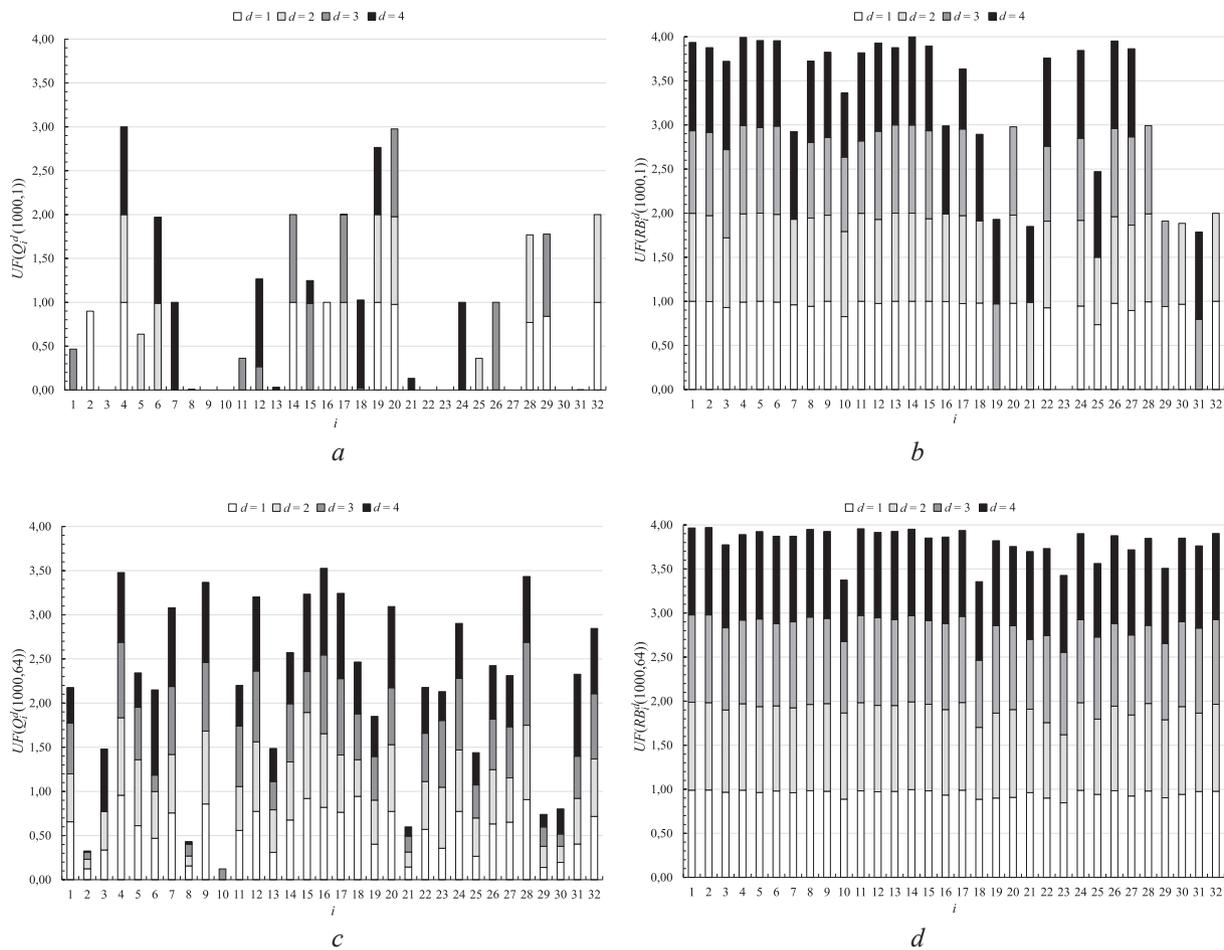 d = 1 d = 2 d = 3 d = 4
4,00
3,50
3,00
2,50
2,00
1,50
1,00
0,50
0,00
UF(Q_i^d(1000,1))
1 2 3 4 5 6 7 8 9 10 11 12 13 14 15 16 17 18 19 20 21 22 23 24 25 26 27 28 29 30 31 32
i
a
d = 1 d = 2 d = 3 d = 4
4,00
3,50
3,00
2,50
2,00
1,50
1,00
0,50
0,00
UF(RB_i^d(1000,1))
1 2 3 4 5 6 7 8 9 10 11 12 13 14 15 16 17 18 19 20 21 22 23 24 25 26 27 28 29 30 31 32
i
b
d = 1 d = 2 d = 3 d = 4
4,00
3,50
3,00
2,50
2,00
1,50
1,00
0,50
0,00
UF(Q_i^d(1000,64))
1 2 3 4 5 6 7 8 9 10 11 12 13 14 15 16 17 18 19 20 21 22 23 24 25 26 27 28 29 30 31 32
i
c
d = 1 d = 2 d = 3 d = 4
4,00
3,50
3,00
2,50
2,00
1,50
1,00
0,50
0,00
UF(RB_i^d(1000,64))
1 2 3 4 5 6 7 8 9 10 11 12 13 14 15 16 17 18 19 20 21 22 23 24 25 26 27 28 29 30 31 32
i
d